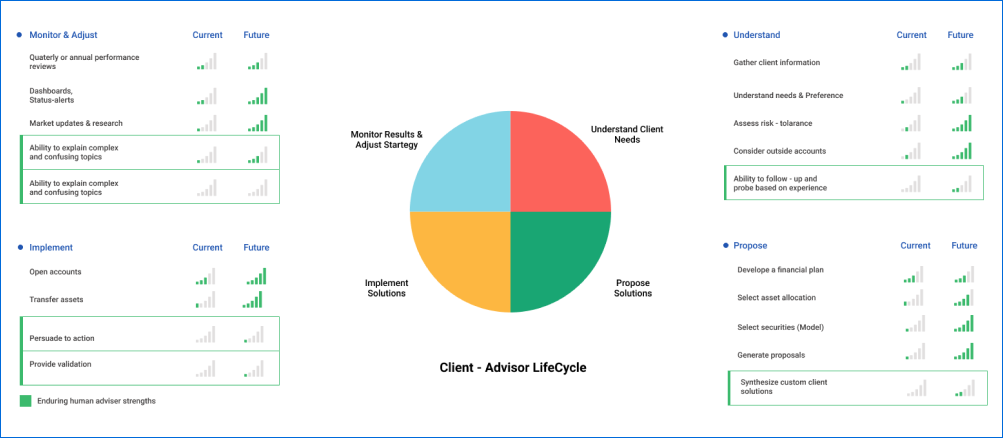 Monitor & Adjust Current Future
Quaterly or annual performance
reviews
Dashboards,
Status-alerts
Market updates & research
Ability to explain complex
and confusing topics
Ability to explain complex
and confusing topics
Implement Current Future
Open accounts
Transfer assets
Persuade to action
Provide validation
Enduring human adviser strengths
Monitor Results &
Adjust Startegy
Understand Client
Needs
Implement
Solutions
Propose
Solutions
Client - Advisor LifeCycle
Understand Current Future
Gather client information
Understand needs & Preference
Assess risk - tolarance
Consider outside accounts
Ability to follow - up and
probe based on experience
Propose Current Future
Develope a financial plan
Select asset allocation
Select securities (Model)
Generate proposals
Synthesize custom client
solutions